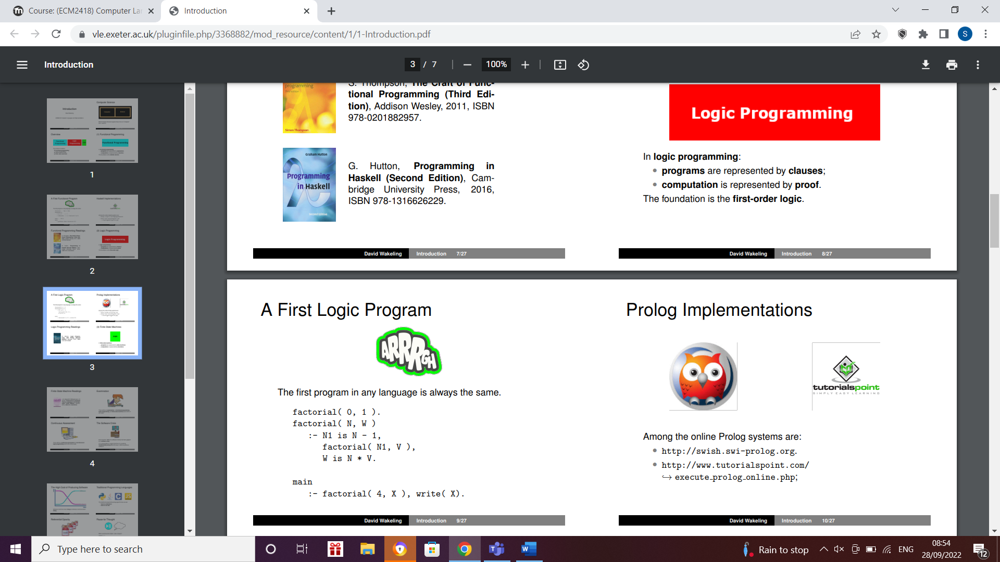 Course: (ECM2418) Computer La
Introduction
vle.exeter.ac.uk/pluginfile.php/3368882/mod_resource/content/1/1-Introduction.pdf
S
Introduction
3 / 7
100%
1
2
3
4
programming
Simon Thompson
S. Thompson, The Craft of Func-
tional Programming (Third Edi-
tion), Addison Wesley, 2011, ISBN
978-0201882957.
Graham Hutton
Programming
in Haskell
Second Edition
G. Hutton, Programming in
Haskell (Second Edition), Cam-
bridge University Press, 2016,
ISBN 978-1316626229.
David Wakeling Introduction 7/27
Logic Programming
In logic programming:
• programs are represented by clauses;
• computation is represented by proof.
The foundation is the first-order logic.
David Wakeling Introduction 8/27
A First Logic Program
ARRRGH
The first program in any language is always the same.
factorial( 0, 1 ).
factorial( N, W )
:- N1 is N - 1,
factorial( N1, V ),
W is N * V.
main
:- factorial( 4, X ), write( X).
David Wakeling Introduction 9/27
Prolog Implementations
tutorialspoint
SIMPLY EASY LEARNING
Among the online Prolog systems are:
• http://swish.swi-prolog.org.
• http://www.tutorialspoint.com/
↪ execute_prolog_online.php;
David Wakeling Introduction 10/27
Type here to search
Rain to stop
ENG
08:54
28/09/2022
12